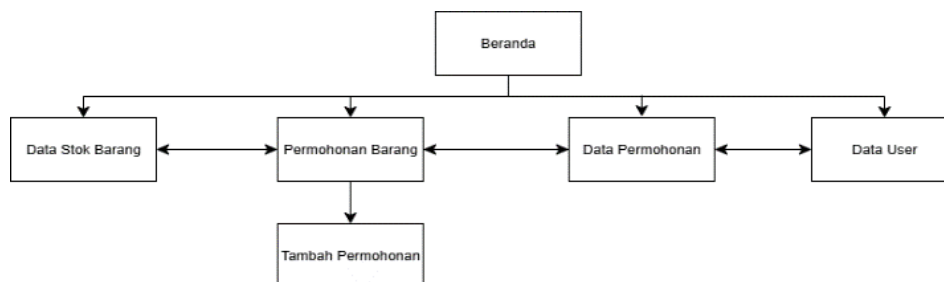 Beranda
Data Stok Barang
Permohonan Barang
Data Permohonan
Data User
Tambah Permohonan